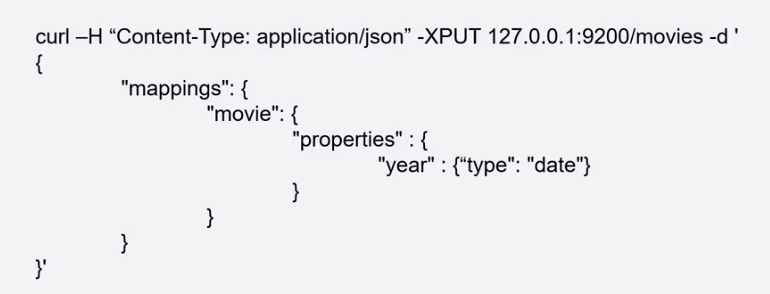 curl –H “Content-Type: application/json” -XPUT 127.0.0.1:9200/movies -d '
{
"mappings": {
"movie": {
"properties" : {
"year" : {“type": "date"}
}
}
}
}'